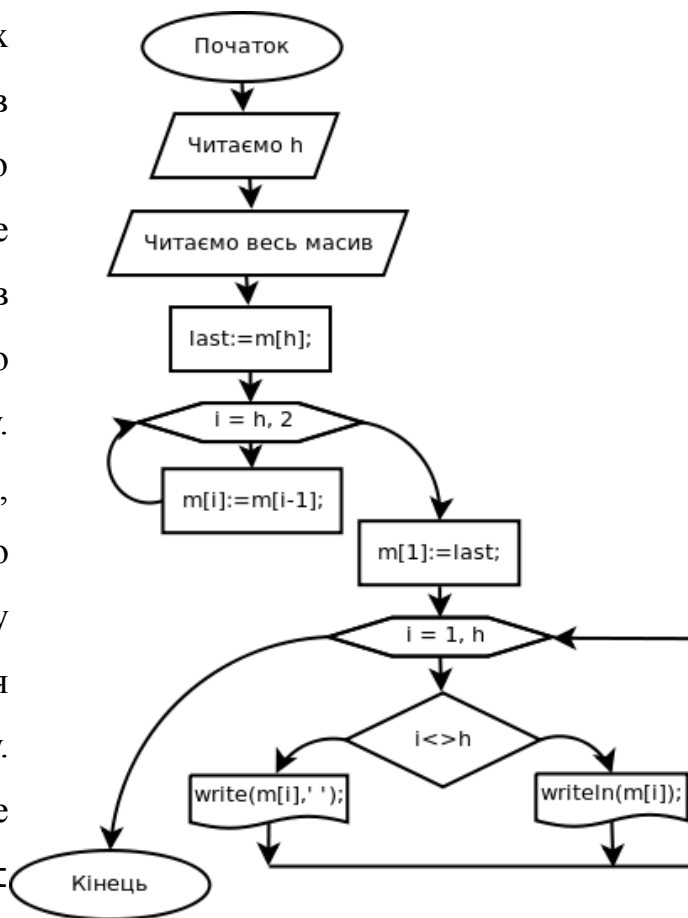 Початок
Читаємо h
Читаємо весь масив
last:=m[h];
i = h, 2
m[i]:=m[i-1];
m[1]:=last;
i = 1, h
i<>h
write(m[i],' ');
writeln(m[i]);
Кінець